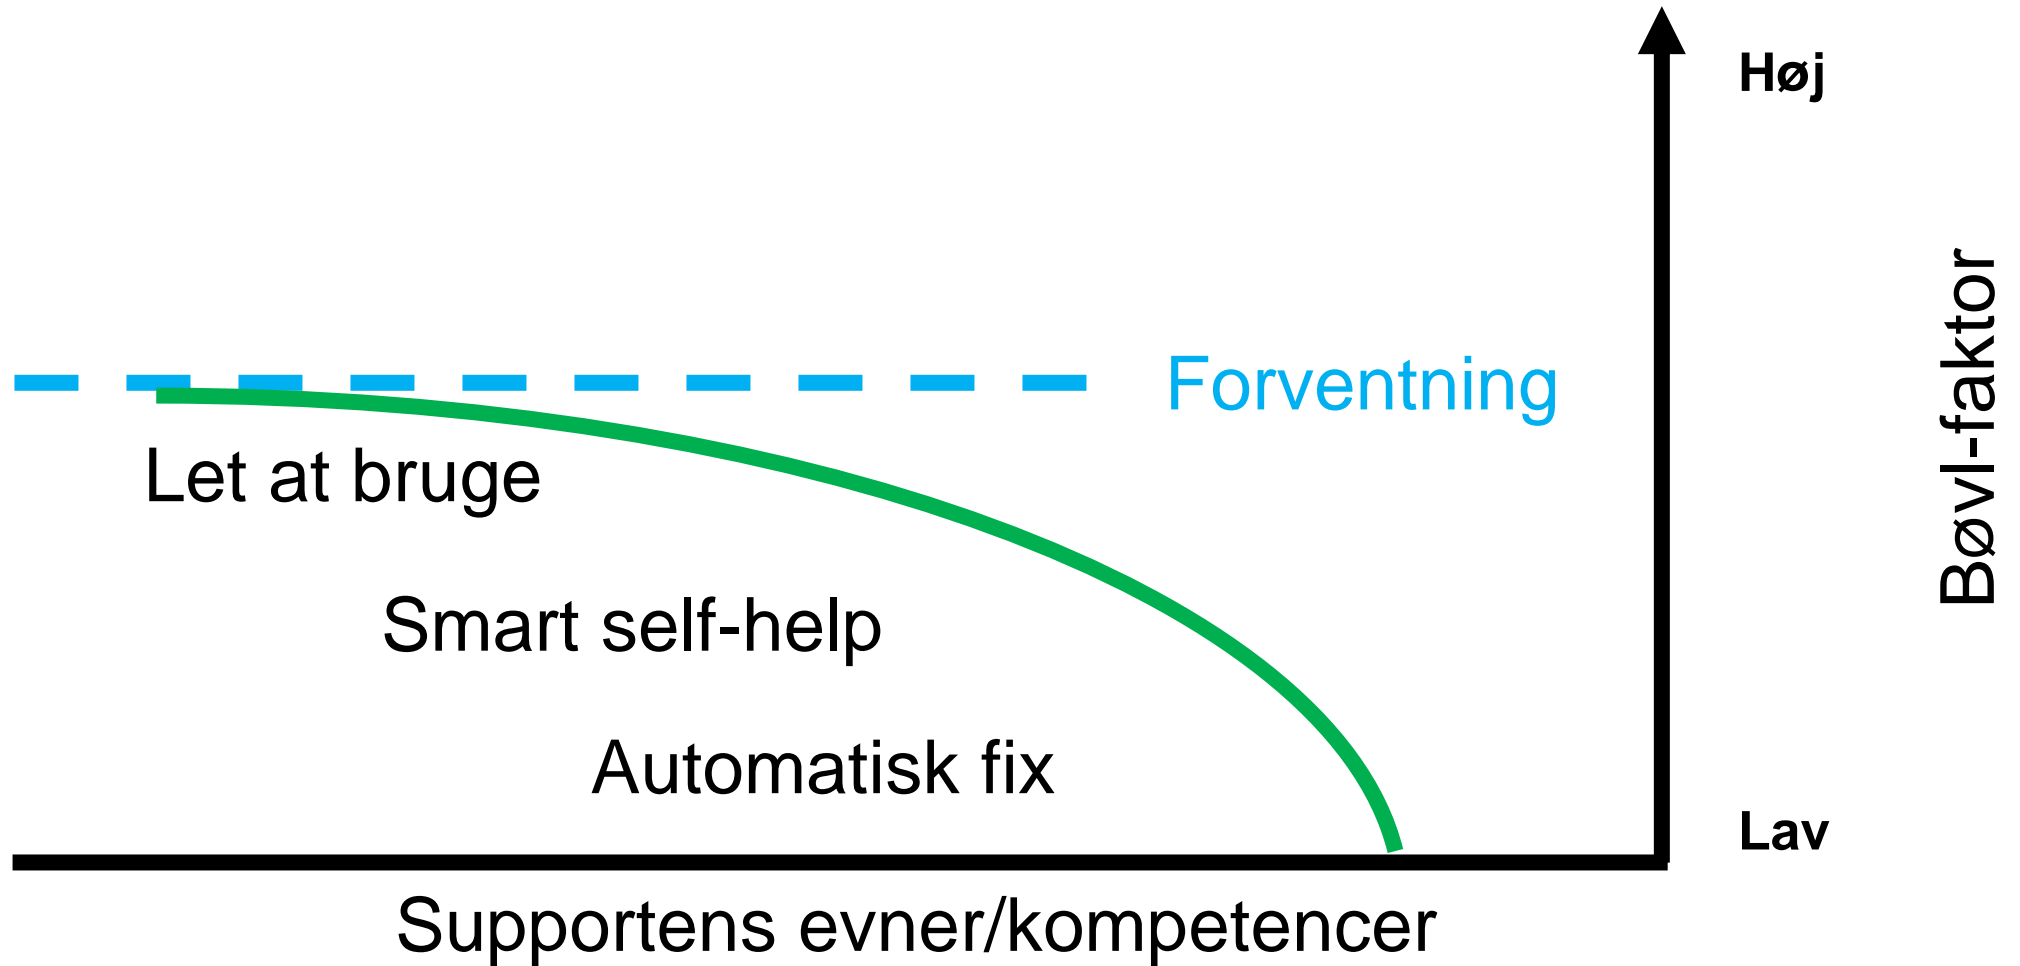 Høj
Forventning
Let at bruge
Smart self-help
Automatisk fix
Lav
Supportens evner/kompetencer
Bøvl-faktor